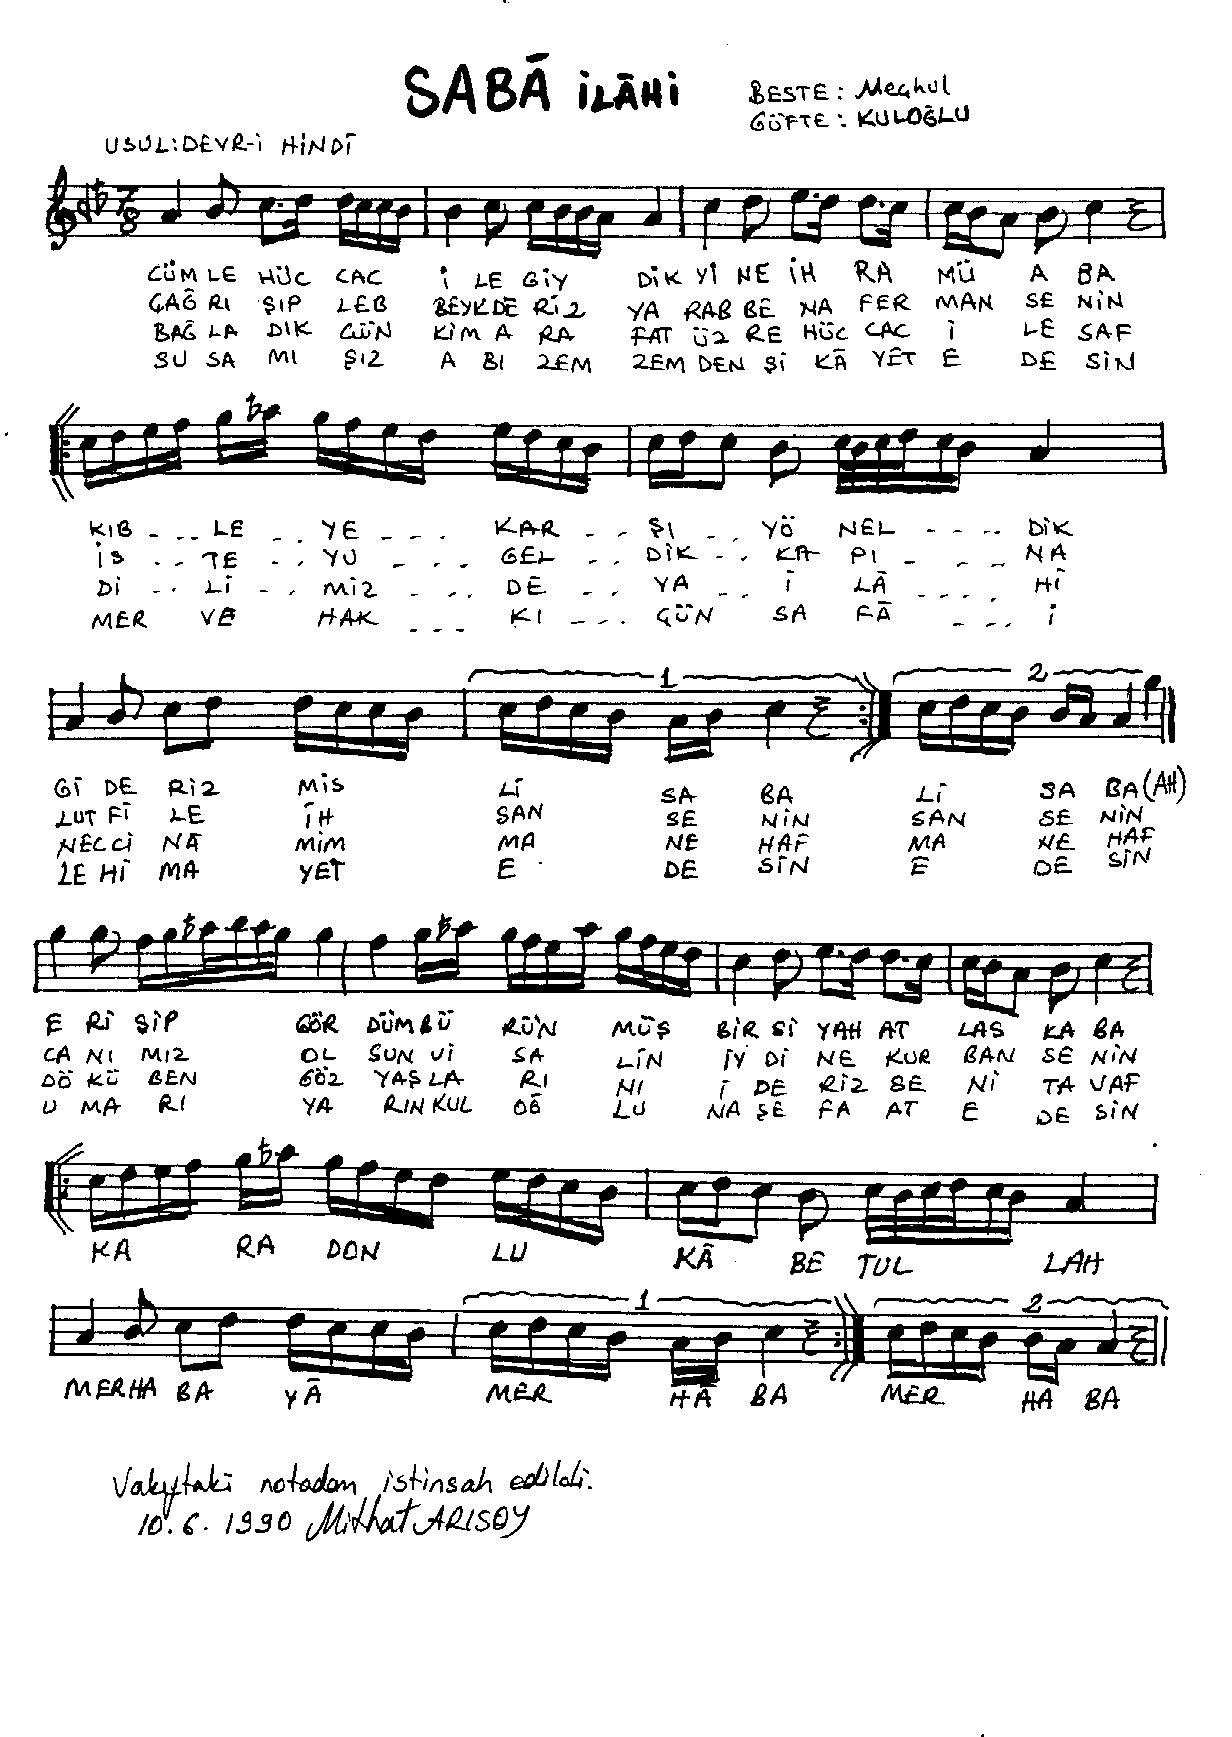 SABĀ İLĀHİ
BESTE: Meçhul
GÜFTE: KULOĞLU
USUL: DEVR-İ HİNDĪ
7
8
CÜM LE HÜC CAC İ LE GİY DİK Yİ NE İH RA MÜ A BA
ÇAĞ RI ŞIP LEB BEYK DE RİZ YA RAB BE NA FER MAN SE NİN
BAĞ LA DIK GÜN KİM A RA FAT ÜZ RE HÜC CAC İ LE SAF
SU SA MI ŞIZ A BI ZEM ZEM DEN Şİ KĀ YET E DE SİN
KIB - - - LE - - YE - - - - KAR - - - ŞI - - - YÖ NEL - - - - DİK
İS - - - TE - - - YU - - - - GEL - - - DİK - - - KA PI - - - - NA
Dİ - - - Lİ - - - MİZ - - - - DE - - - YA - - - İ LĀ - - - - HĪ
MER VE HAK - - - KI - - - GÜN SA FĀ - - - İ
1 2
Gİ DE RİZ MİS Lİ SA BA Lİ SA BA (AH)
LUT Fİ LE İH SAN SE NİN SAN SE NİN
NEC Cİ NĀ MİM MA NE HAF MA NE HAF
LE Hİ MA YET E DE SİN E DE SİN
E Rİ ŞİP GÖR DÜM BÜ RÜN MÜŞ BİR Sİ YAH AT LAS KA BA
CA NI MIZ OL SUN Vİ SA LİN İY Dİ NE KUR BAN SE NİN
DÖ KÜ BEN GÖZ YAŞ LA RI NI İ DE RİZ SE Nİ TA VAF
U MA RI YA RIN KUL OĞ LU NA ŞE FA AT E DE SİN
KA RA DON LU KĀ BE TUL LAH
1 2
MERHA BA YĀ MER HĀ BA MER HA BA
Vakıftaki notadan istinsah edildi.
10.6.1990 Mithat ARISOY